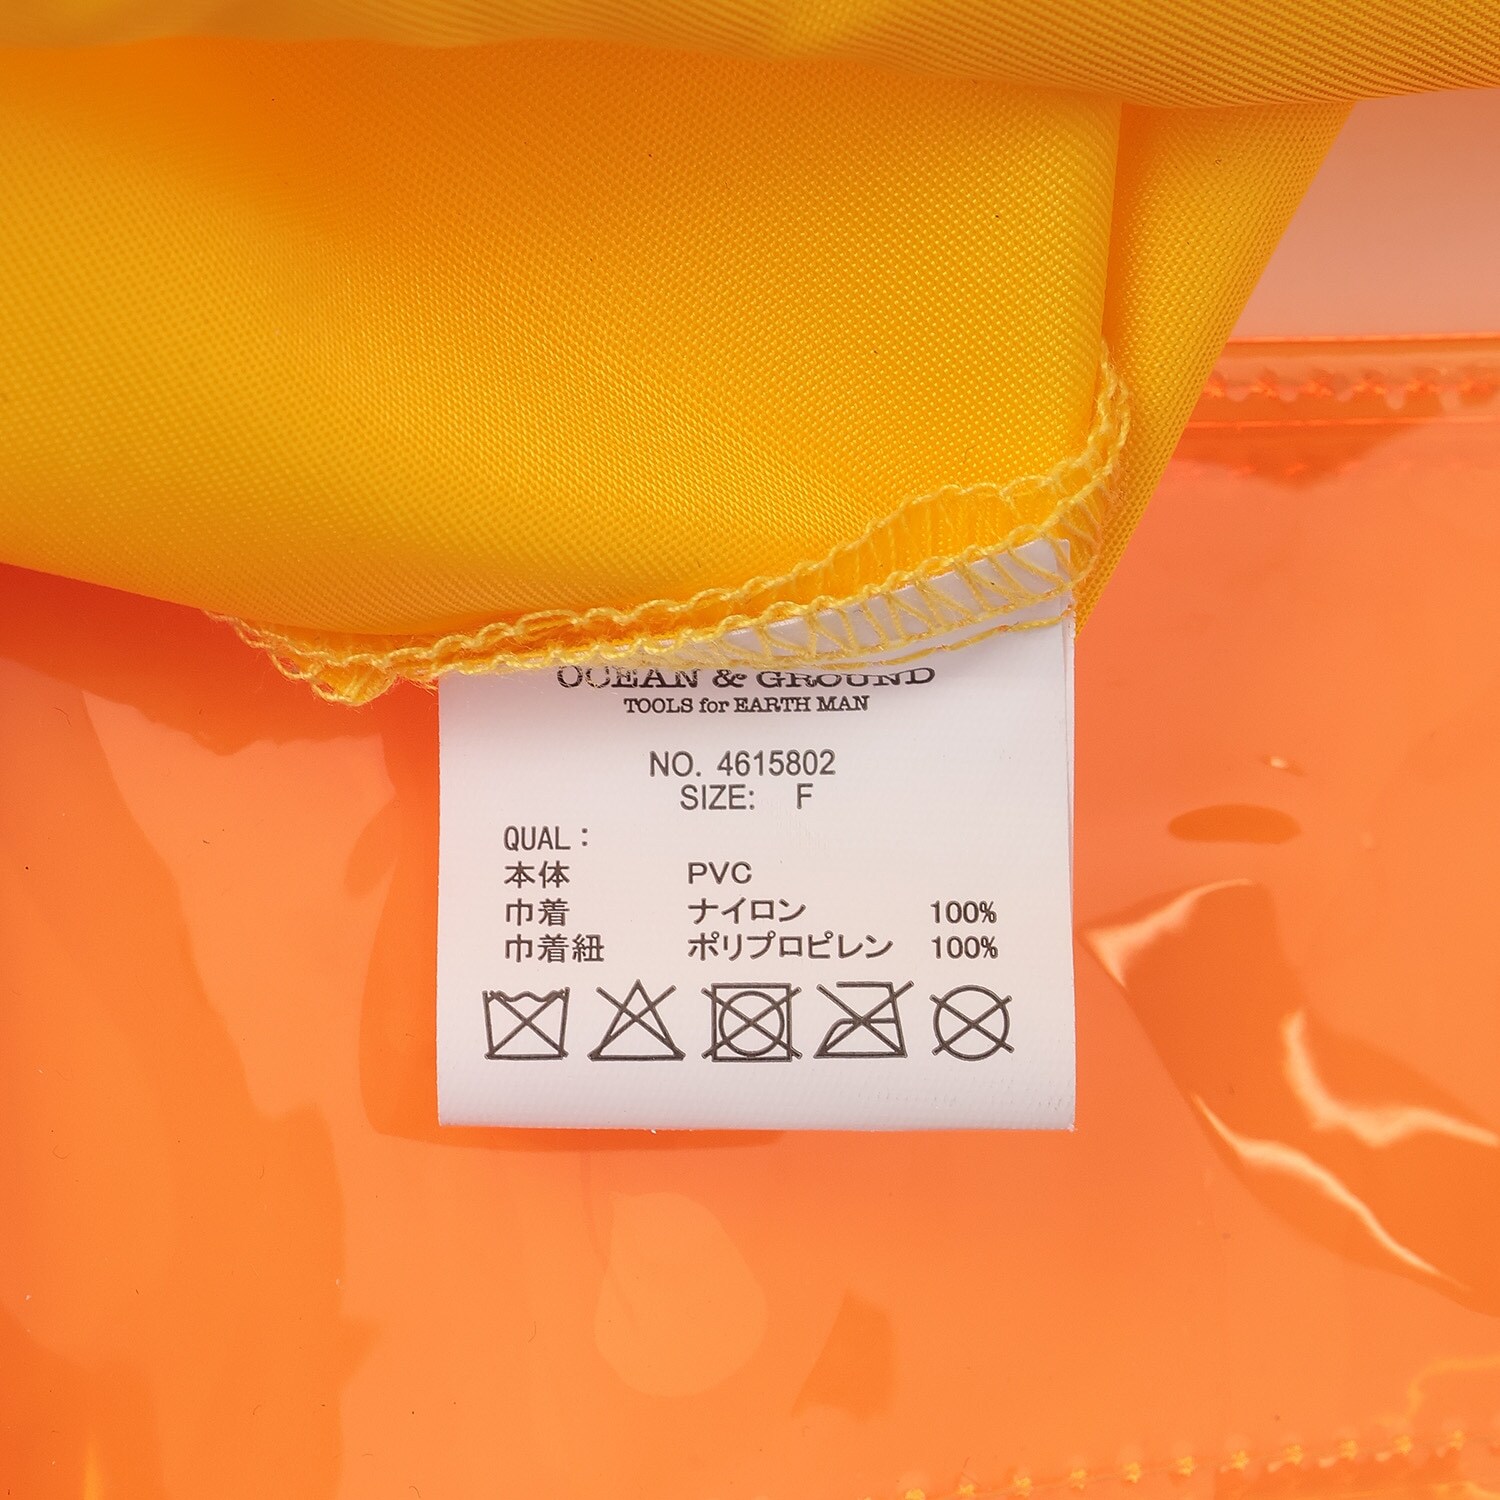 OCEAN & GROUND
TOOLS for EARTH MAN
NO. 4615802
SIZE: F
QUAL：
本体 PVC
巾着 ナイロン 100%
巾着紐 ポリプロピレン 100%